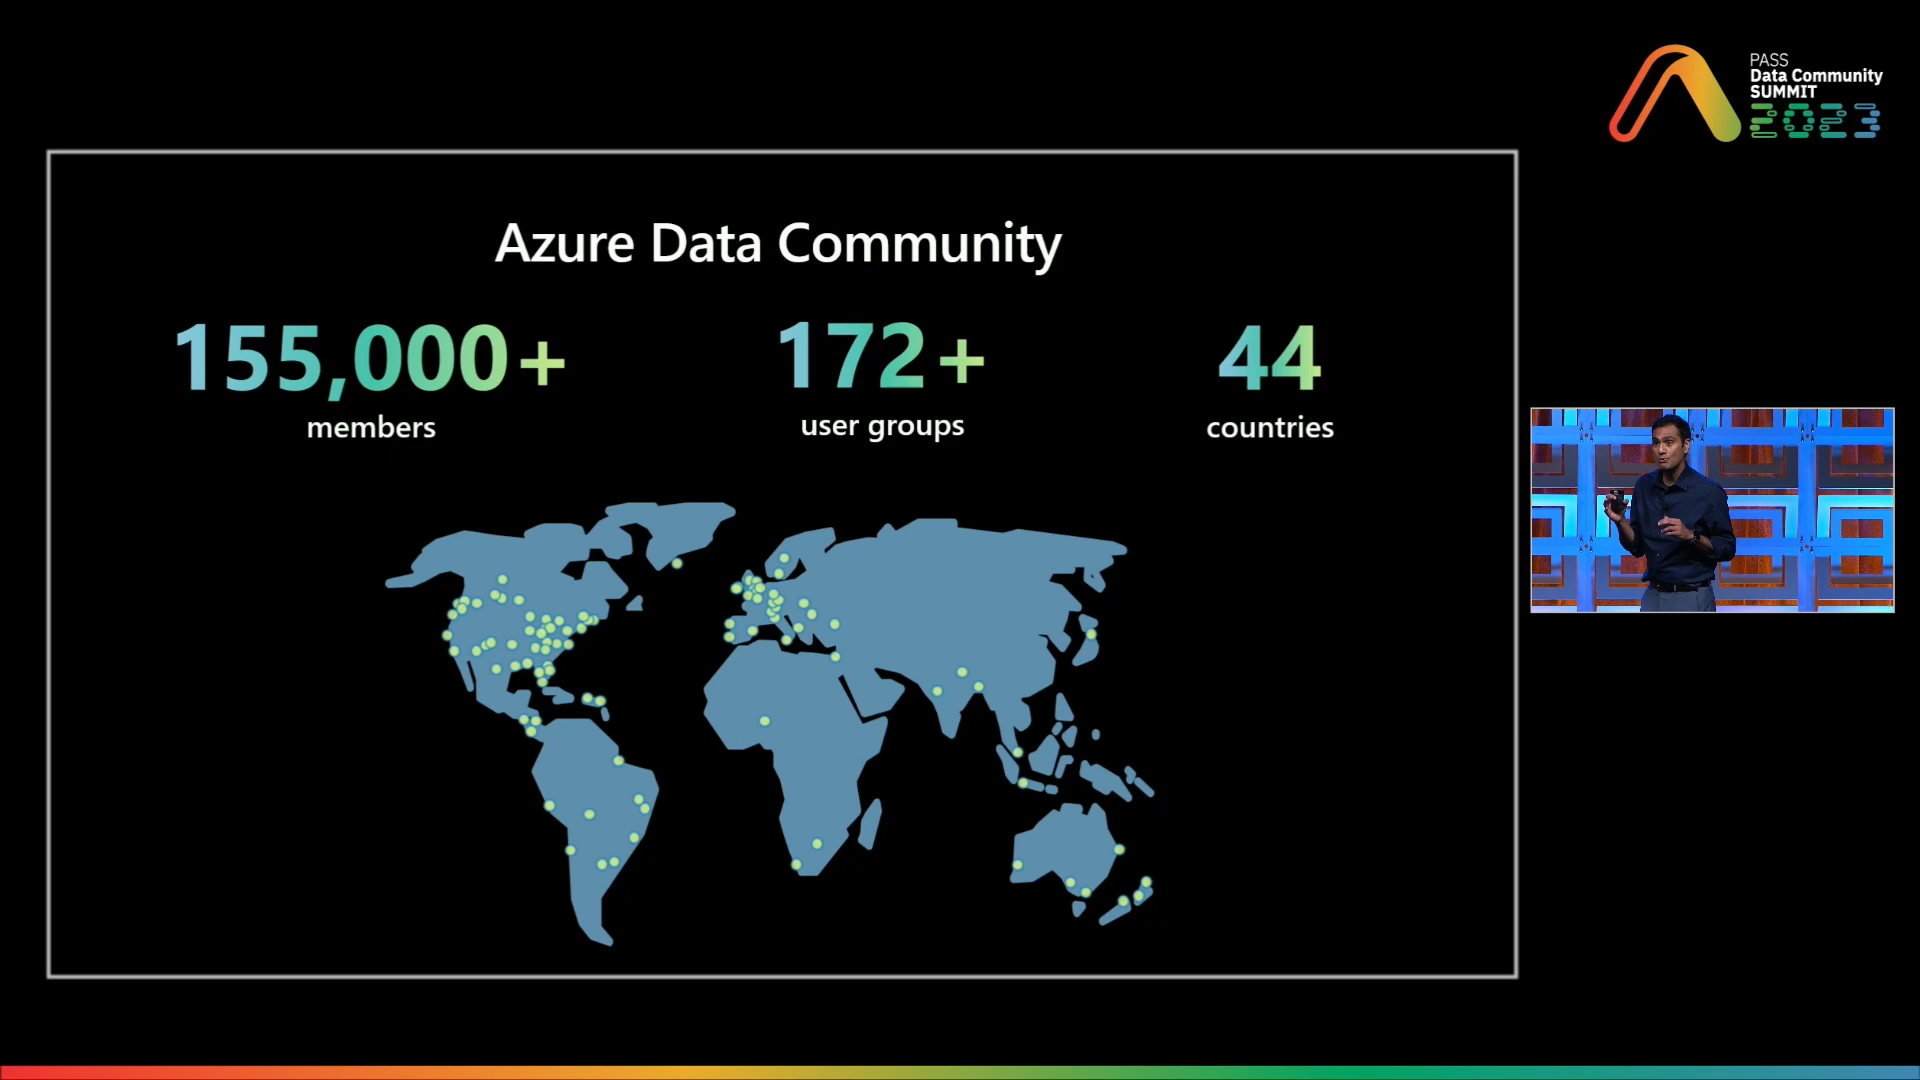 PASS
Data Community
SUMMIT
2023
Azure Data Community
155,000+
members
172+
user groups
44
countries